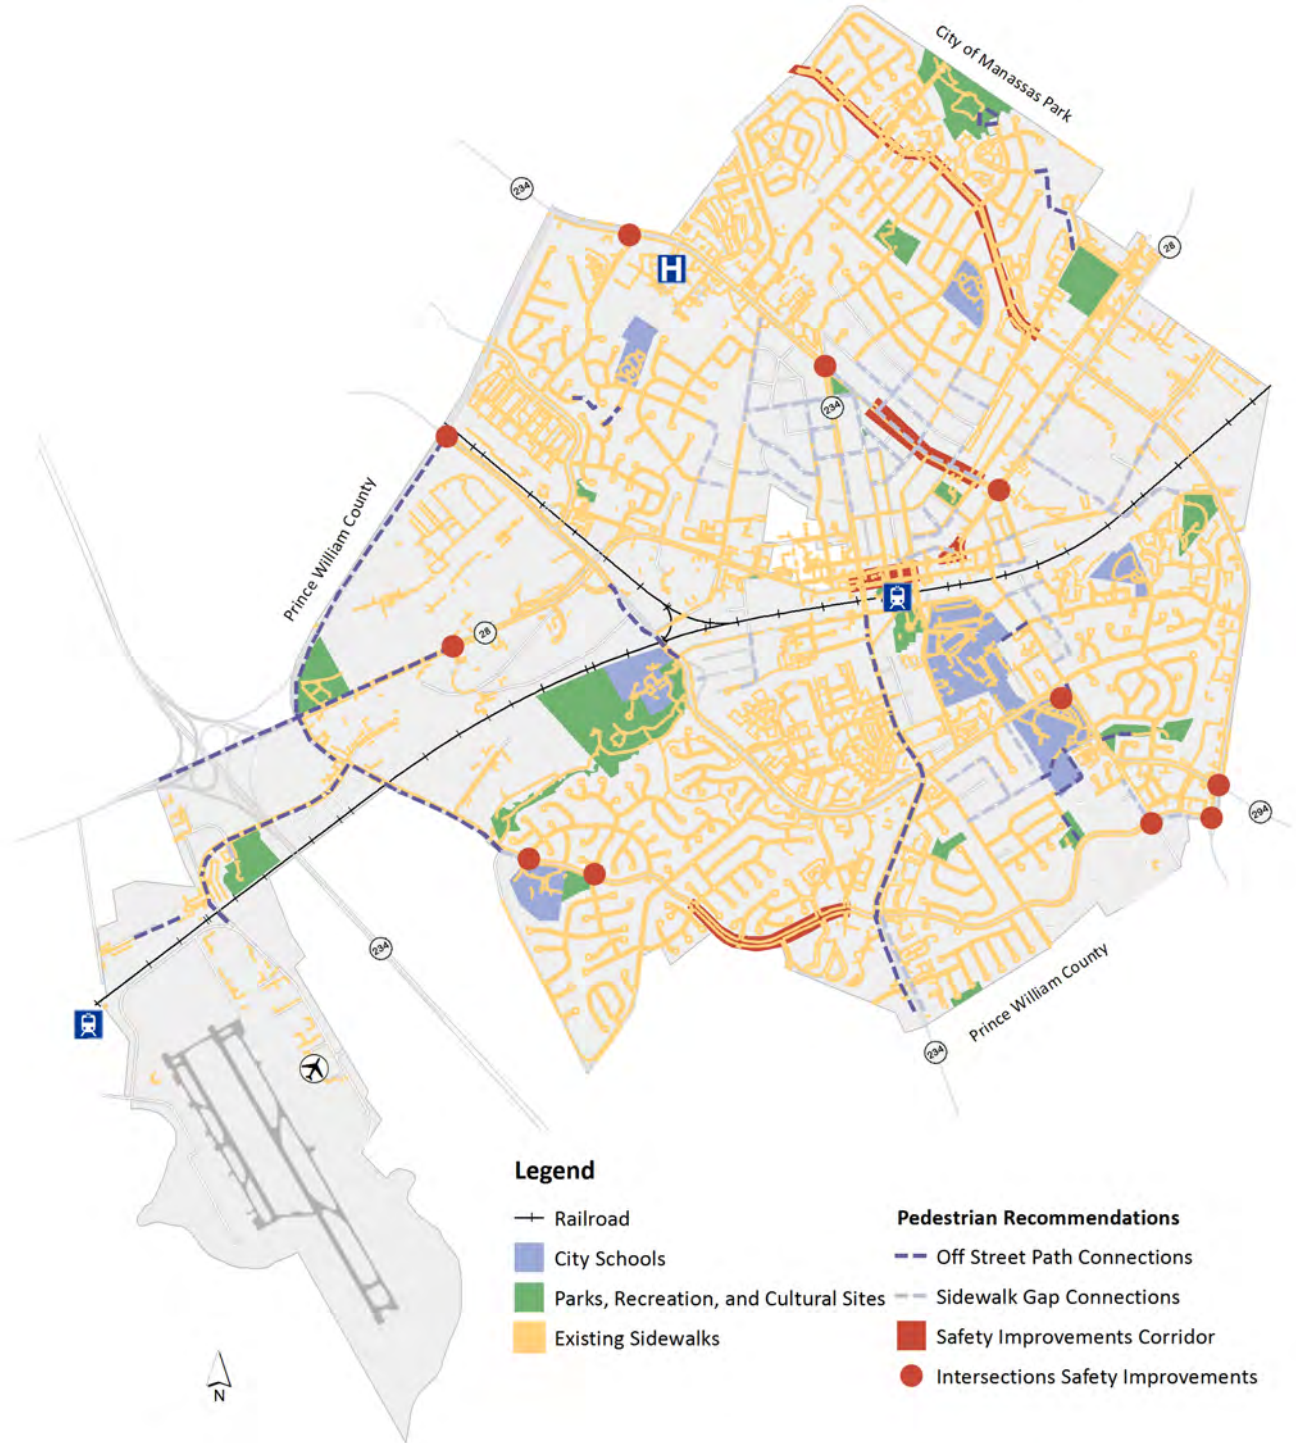 City of Manassas Park
234
28
H
234
Prince William County
28
294
234
Prince William County
234
Legend
Railroad
City Schools
Parks, Recreation, and Cultural Sites
Existing Sidewalks
Pedestrian Recommendations
Off Street Path Connections
Sidewalk Gap Connections
Safety Improvements Corridor
Intersections Safety Improvements
N